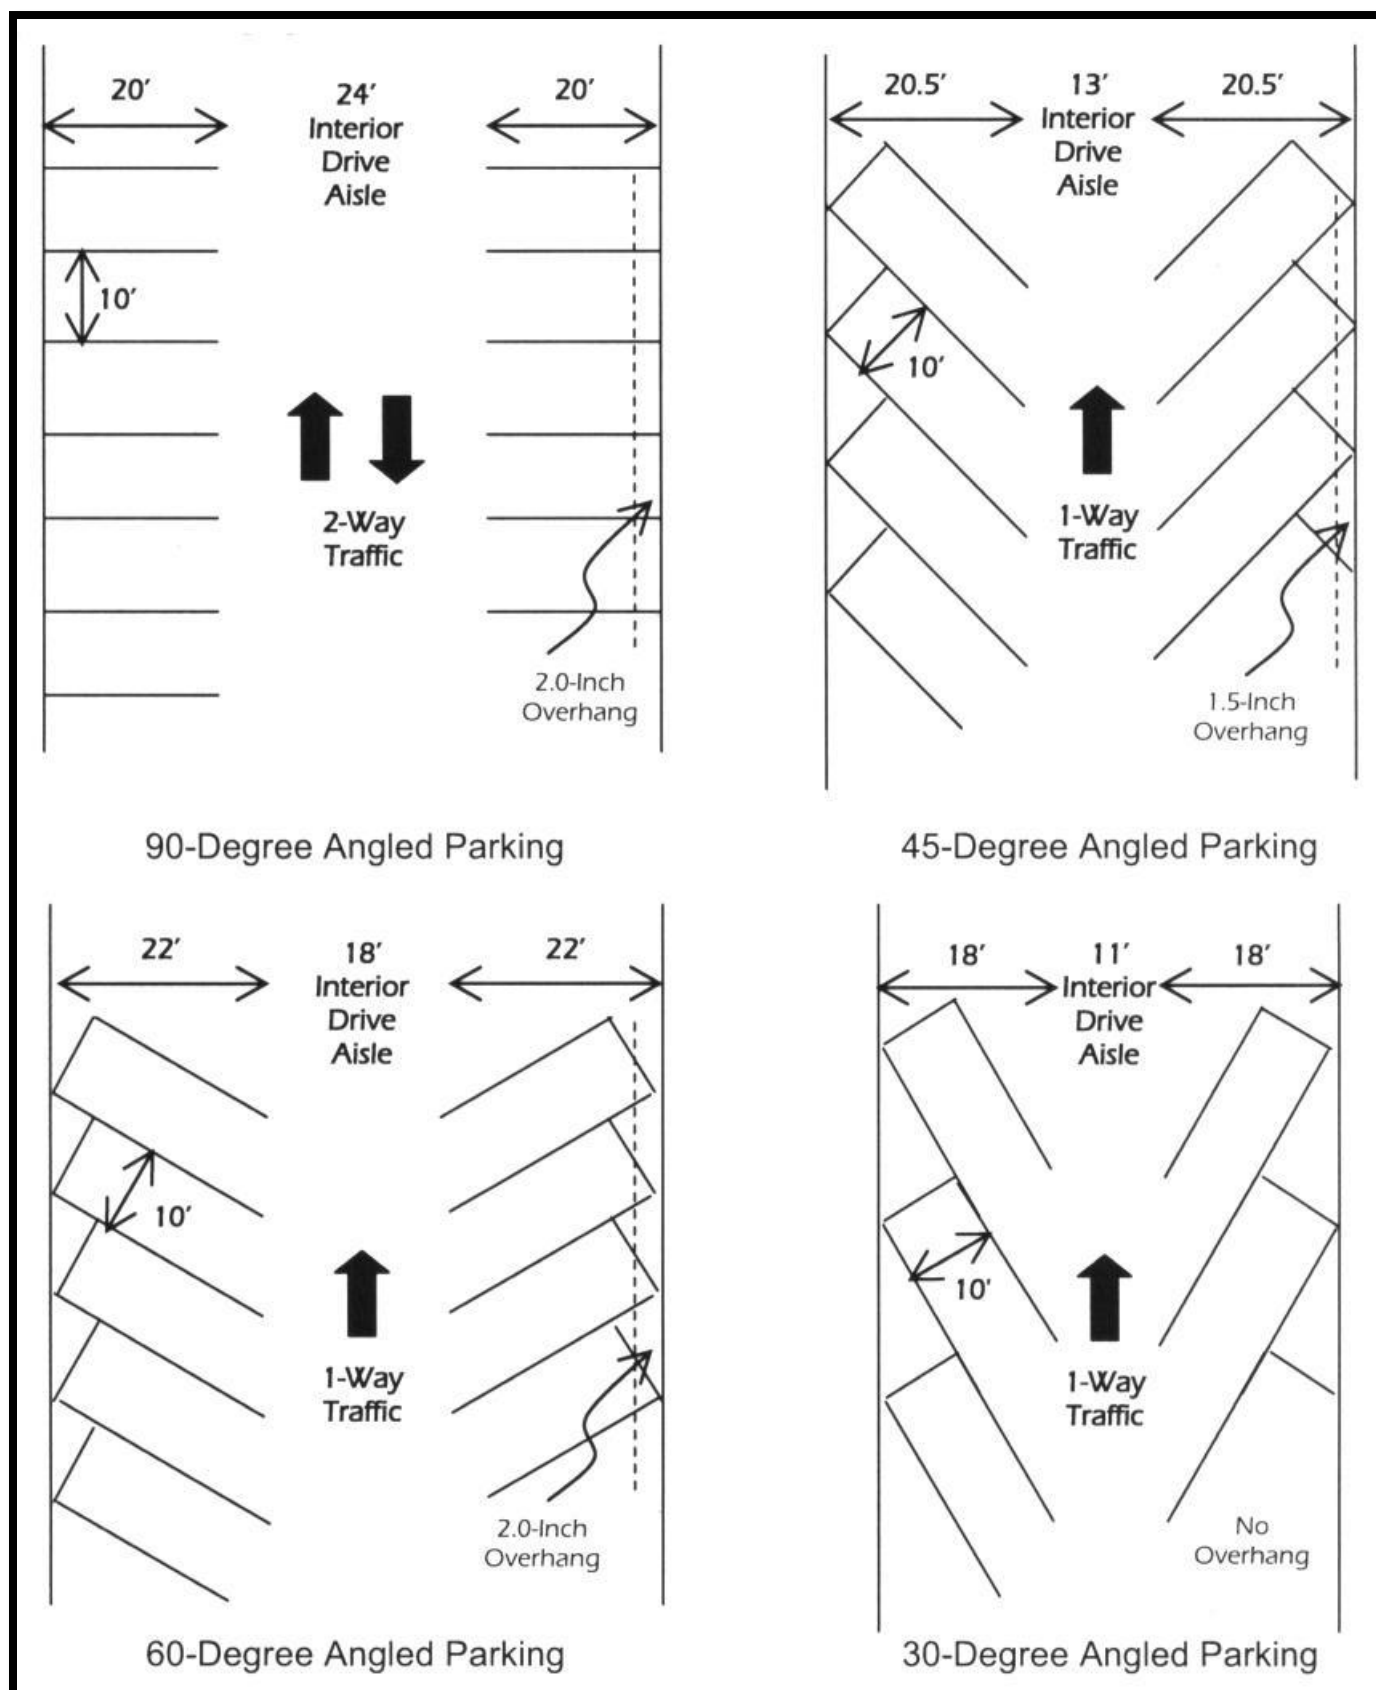 20′
24′
Interior
Drive
Aisle
20′
10′
2-Way
Traffic
2.0-Inch
Overhang
90-Degree Angled Parking
20.5′
13′
Interior
Drive
Aisle
20.5′
10′
1-Way
Traffic
1.5-Inch
Overhang
45-Degree Angled Parking
22′
18′
Interior
Drive
Aisle
22′
10′
1-Way
Traffic
2.0-Inch
Overhang
60-Degree Angled Parking
18′
11′
Interior
Drive
Aisle
18′
10′
1-Way
Traffic
No
Overhang
30-Degree Angled Parking